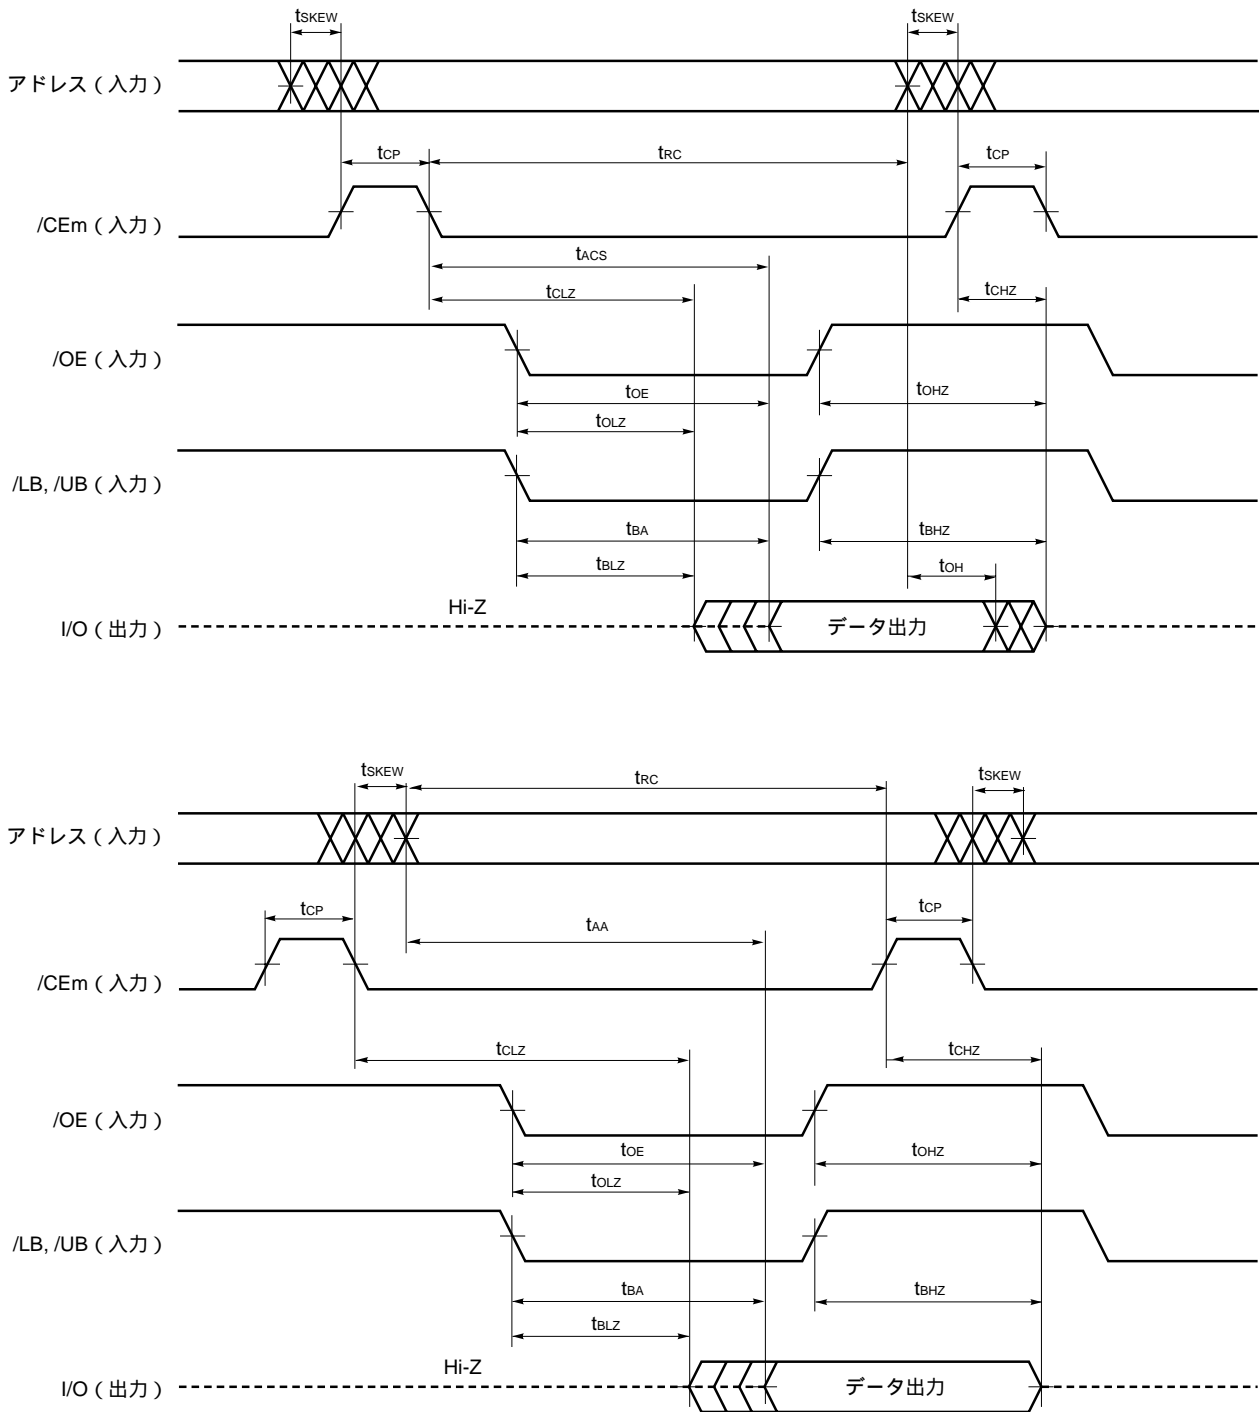 tSKEW tSKEW
アドレス（入力）
tCP tRC tCP
/CEm（入力）
tACS
tCLZ tCHZ
/OE（入力）
tOE tOHZ
tOLZ
/LB, /UB（入力）
tBA tBHZ
tBLZ tOH
Hi-Z
I/O（出力） データ出力
tSKEW tRC tSKEW
アドレス（入力）
tCP tCP
tAA
/CEm（入力）
tCLZ tCHZ
/OE（入力）
tOE tOHZ
tOLZ
/LB, /UB（入力）
tBA tBHZ
tBLZ
Hi-Z
I/O（出力） データ出力